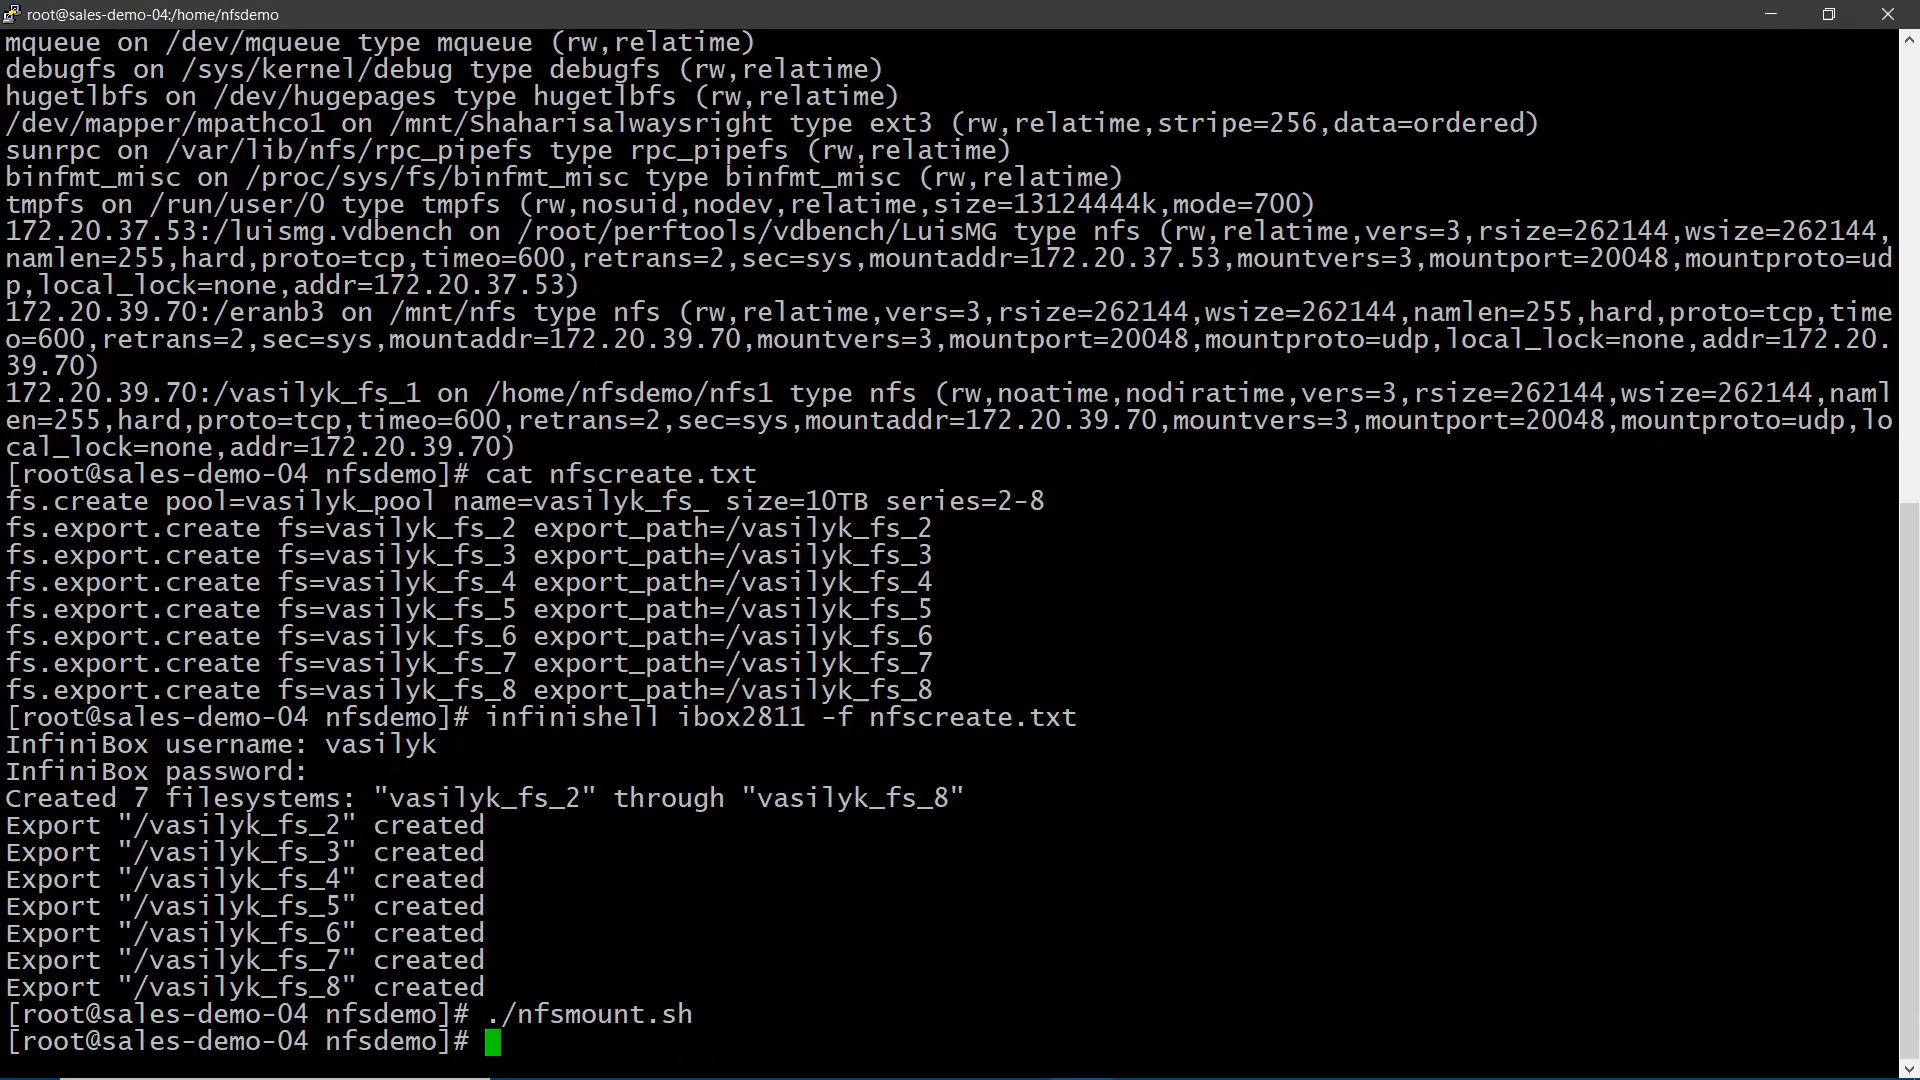 root@sales-demo-04:/home/nfsdemo
mqueue on /dev/mqueue type mqueue (rw,relatime)
debugfs on /sys/kernel/debug type debugfs (rw,relatime)
hugetlbfs on /dev/hugepages type hugetlbfs (rw,relatime)
/dev/mapper/mpathco1 on /mnt/Shaharisalwaysright type ext3 (rw,relatime,stripe=256,data=ordered)
sunrpc on /var/lib/nfs/rpc_pipefs type rpc_pipefs (rw,relatime)
binfmt_misc on /proc/sys/fs/binfmt_misc type binfmt_misc (rw,relatime)
tmpfs on /run/user/0 type tmpfs (rw,nosuid,nodev,relatime,size=13124444k,mode=700)
172.20.37.53:/luismg.vdbench on /root/perftools/vdbench/LuisMG type nfs (rw,relatime,vers=3,rsize=262144,wsize=262144,
namlen=255,hard,proto=tcp,timeo=600,retrans=2,sec=sys,mountaddr=172.20.37.53,mountvers=3,mountport=20048,mountproto=ud
p,local_lock=none,addr=172.20.37.53)
172.20.39.70:/eranb3 on /mnt/nfs type nfs (rw,relatime,vers=3,rsize=262144,wsize=262144,namlen=255,hard,proto=tcp,time
o=600,retrans=2,sec=sys,mountaddr=172.20.39.70,mountvers=3,mountport=20048,mountproto=udp,local_lock=none,addr=172.20.
39.70)
172.20.39.70:/vasilyk_fs_1 on /home/nfsdemo/nfs1 type nfs (rw,noatime,nodiratime,vers=3,rsize=262144,wsize=262144,naml
en=255,hard,proto=tcp,timeo=600,retrans=2,sec=sys,mountaddr=172.20.39.70,mountvers=3,mountport=20048,mountproto=udp,lo
cal_lock=none,addr=172.20.39.70)
[root@sales-demo-04 nfsdemo]# cat nfscreate.txt
fs.create pool=vasilyk_pool name=vasilyk_fs_ size=10TB series=2-8
fs.export.create fs=vasilyk_fs_2 export_path=/vasilyk_fs_2
fs.export.create fs=vasilyk_fs_3 export_path=/vasilyk_fs_3
fs.export.create fs=vasilyk_fs_4 export_path=/vasilyk_fs_4
fs.export.create fs=vasilyk_fs_5 export_path=/vasilyk_fs_5
fs.export.create fs=vasilyk_fs_6 export_path=/vasilyk_fs_6
fs.export.create fs=vasilyk_fs_7 export_path=/vasilyk_fs_7
fs.export.create fs=vasilyk_fs_8 export_path=/vasilyk_fs_8
[root@sales-demo-04 nfsdemo]# infinishell ibox2811 -f nfscreate.txt
InfiniBox username: vasilyk
InfiniBox password:
Created 7 filesystems: "vasilyk_fs_2" through "vasilyk_fs_8"
Export "/vasilyk_fs_2" created
Export "/vasilyk_fs_3" created
Export "/vasilyk_fs_4" created
Export "/vasilyk_fs_5" created
Export "/vasilyk_fs_6" created
Export "/vasilyk_fs_7" created
Export "/vasilyk_fs_8" created
[root@sales-demo-04 nfsdemo]# ./nfsmount.sh
[root@sales-demo-04 nfsdemo]#